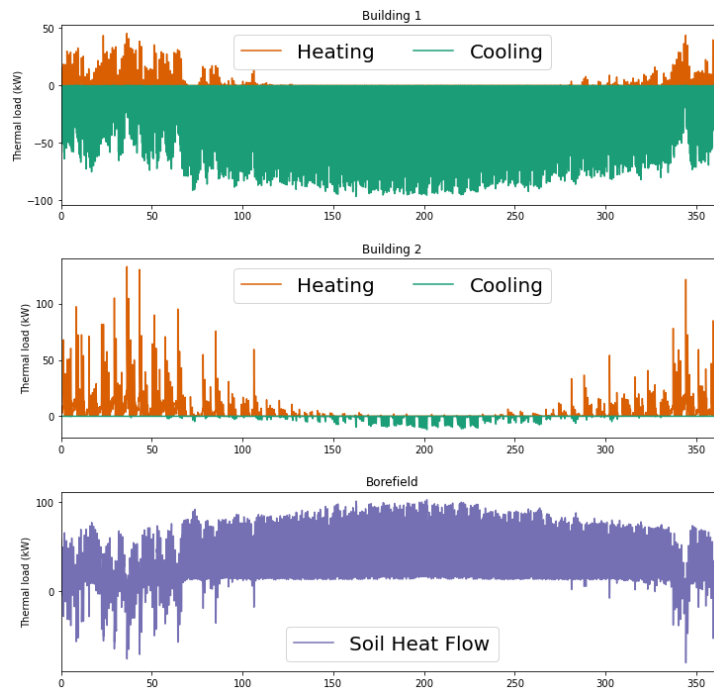 Building 1
Thermal load (kW)
50
0
−50
−100
Heating
Cooling
0 50 100 150 200 250 300 350
Building 2
Thermal load (kW)
100
50
0
Heating
Cooling
0 50 100 150 200 250 300 350
Borefield
Thermal load (kW)
100
0
Soil Heat Flow
0 50 100 150 200 250 300 350